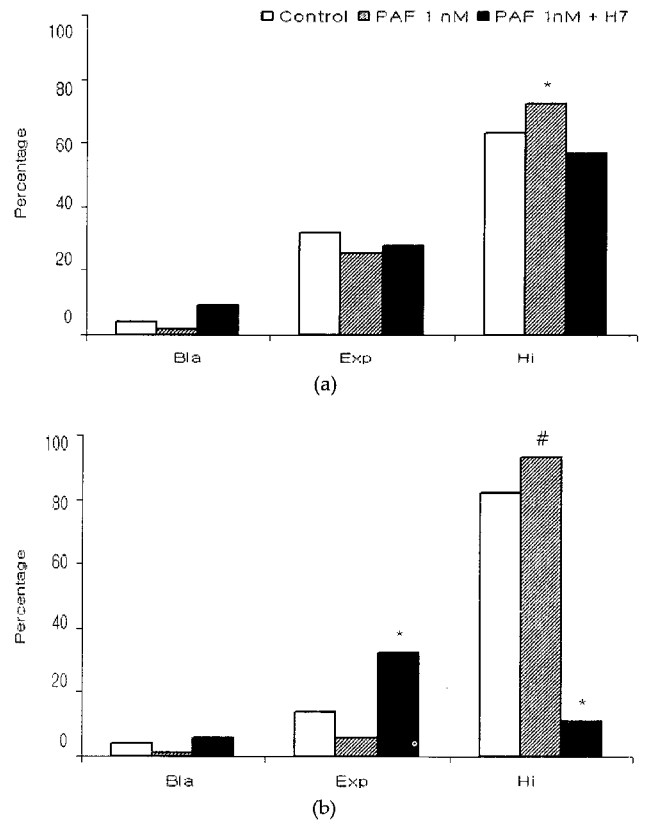 Control PAF 1 nM PAF 1nM + H7
100
80
60
40
20
0
Percentage
*
Bla Exp Hi
(a)
100
80
60
40
20
0
Percentage
#
*
*
Bla Exp Hi
(b)